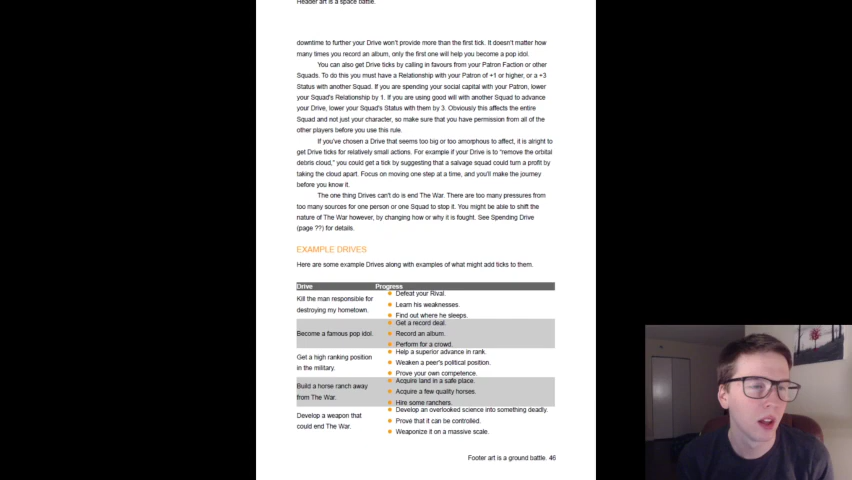 Header art is a space battle.
downtime to further your Drive won't provide more than the first tick. It doesn't matter how
many times you record an album, only the first one will help you become a pop idol.
You can also get Drive ticks by calling in favours from your Patron Faction or other
Squads. To do this you must have a Relationship with your Patron of +1 or higher, or a +3
Status with another Squad. If you are spending your social capital with your Patron, lower
your Squad's Relationship by 1. If you are using good will with another Squad to advance
your Drive, lower your Squad's Status with them by 3. Obviously this affects the entire
Squad and not just your character, so make sure that you have permission from all of the
other players before you use this rule.
If you've chosen a Drive that seems too big or too amorphous to affect, it is alright to
get Drive ticks for relatively small actions. For example if your Drive is to "remove the orbital
debris cloud," you could get a tick by suggesting that a salvage squad could turn a profit by
taking the cloud apart. Focus on moving one step at a time, and you'll make the journey
before you know it.
The one thing Drives can't do is end The War. There are too many pressures from
too many sources for one person or one Squad to stop it. You might be able to shift the
nature of The War however, by changing how or why it is fought. See Spending Drive
(page ??) for details.
EXAMPLE DRIVES
Here are some example Drives along with examples of what might add ticks to them.
Drive Progress
Kill the man responsible for
destroying my hometown.
Defeat your Rival.
Learn his weaknesses.
Find out where he sleeps.
Become a famous pop idol.
Get a record deal.
Record an album.
Perform for a crowd.
Get a high ranking position
in the military.
Help a superior advance in rank.
Weaken a peer's political position.
Prove your own competence.
Build a horse ranch away
from The War.
Acquire land in a safe place.
Acquire a few quality horses.
Hire some ranchers.
Develop a weapon that
could end The War.
Develop an overlooked science into something deadly.
Prove that it can be controlled.
Weaponize it on a massive scale.
Footer art is a ground battle. 46